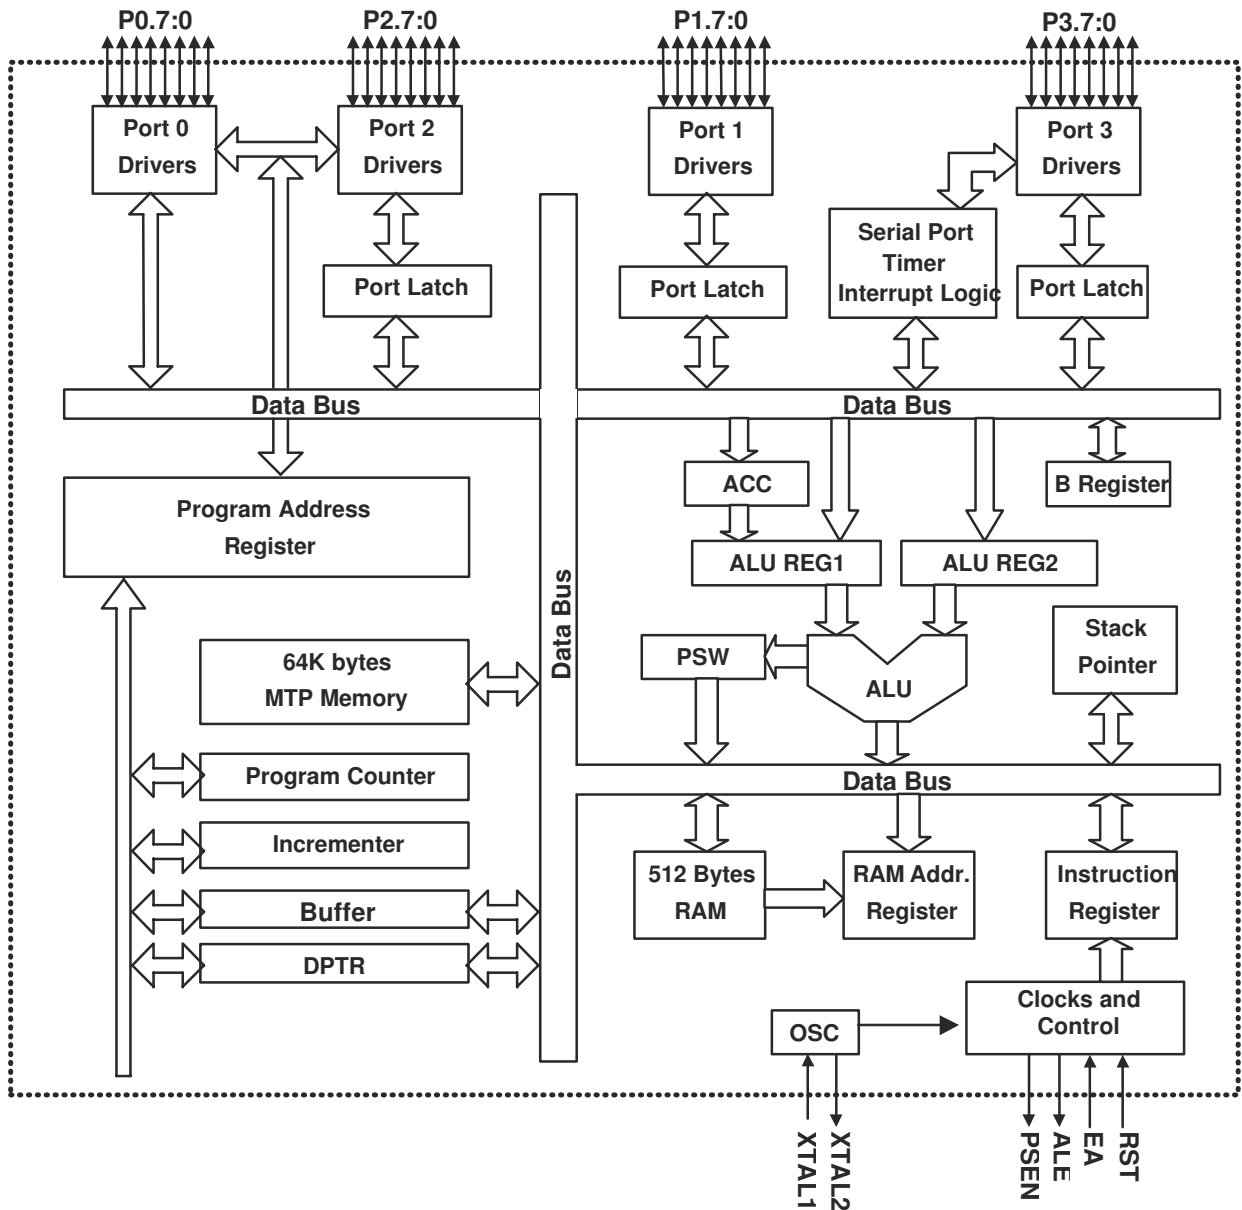 P0.7:0
P2.7:0
P1.7:0
P3.7:0
Port 0
Drivers
Port 2
Drivers
Port 1
Drivers
Port 3
Drivers
Port Latch
Port Latch
Serial Port
Timer
Interrupt Logic
Port Latch
Data Bus
Data Bus
Program Address
Register
ACC
B Register
ALU REG1
ALU REG2
Data Bus
64K bytes
MTP Memory
PSW
ALU
Stack
Pointer
Program Counter
Data Bus
Incrementer
Buffer
DPTR
512 Bytes
RAM
RAM Addr.
Register
Instruction
Register
OSC
Clocks and
Control
XTAL1
XTAL2
PSEN
ALE
EA
RST